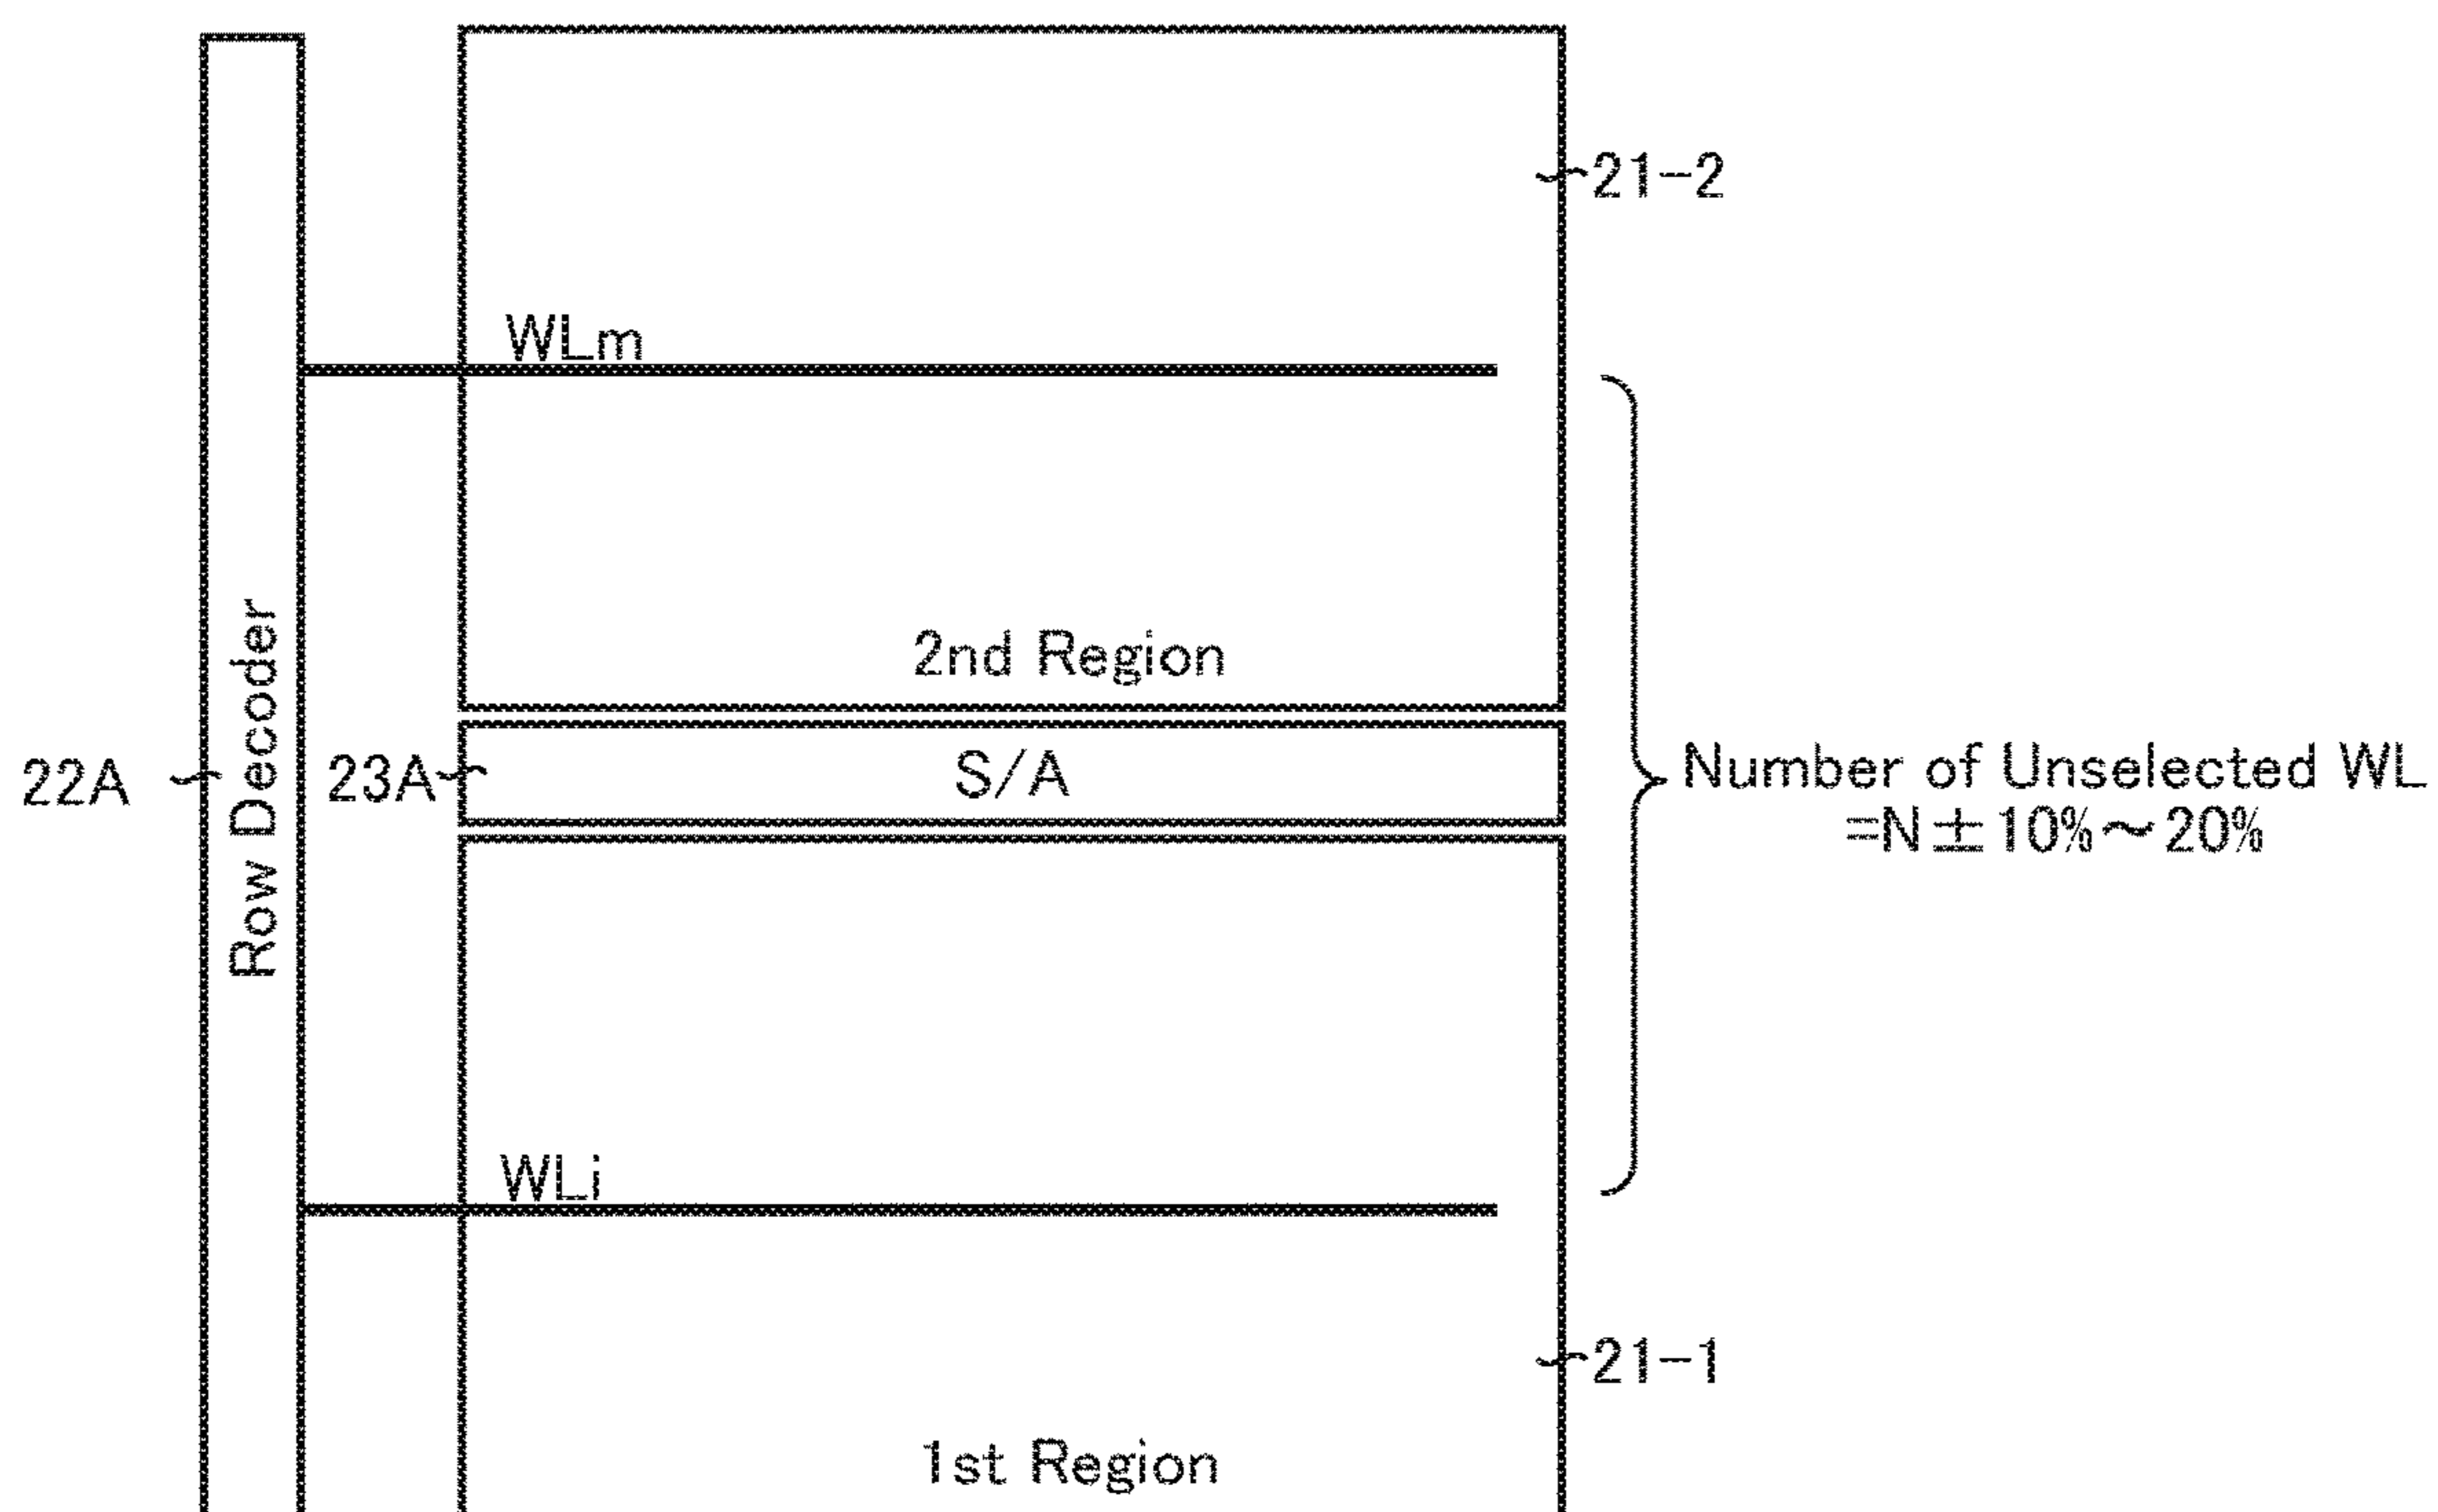 21-2
WLm
2nd Region
Row Decoder
22A
23A
S/A
Number of Unselected WL
=N±10%～20%
WLi
21-1
1st Region